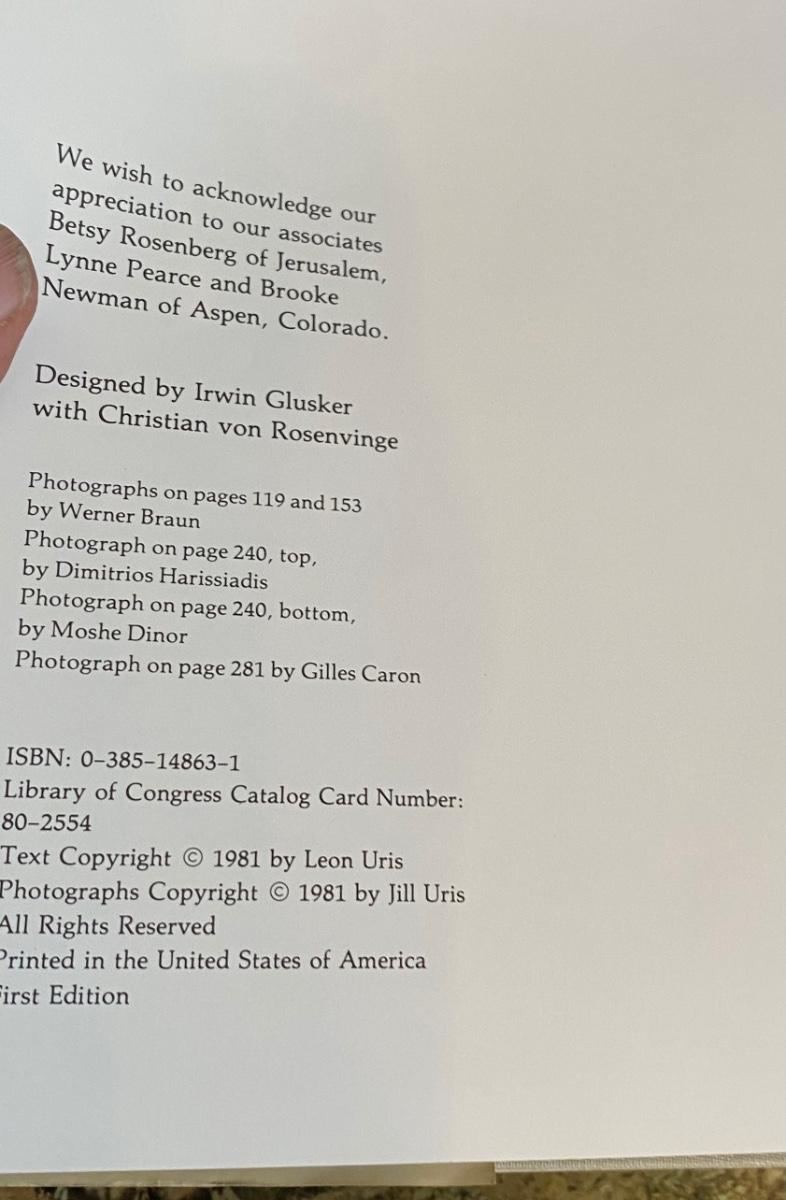 We wish to acknowledge our
appreciation to our associates
Betsy Rosenberg of Jerusalem,
Lynne Pearce and Brooke
Newman of Aspen, Colorado.
Designed by Irwin Glusker
with Christian von Rosenvinge
Photographs on pages 119 and 153
by Werner Braun
Photograph on page 240, top,
by Dimitrios Harissiadis
Photograph on page 240, bottom,
by Moshe Dinor
Photograph on page 281 by Gilles Caron
ISBN: 0-385-14863-1
Library of Congress Catalog Card Number:
80-2554
Text Copyright © 1981 by Leon Uris
Photographs Copyright © 1981 by Jill Uris
All Rights Reserved
Printed in the United States of America
First Edition